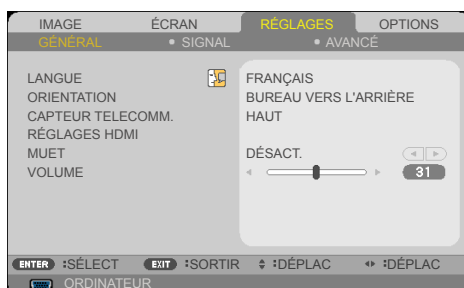 IMAGE ÉCRAN RÉGLAGES OPTIONS
GÉNÉRAL • SIGNAL • AVANCÉ
LANGUE FRANÇAIS
ORIENTATION BUREAU VERS L'ARRIÈRE
CAPTEUR TELECOMM. HAUT
RÉGLAGES HDMI
MUET DÉSACT.
VOLUME 31
ENTER :SÉLECT EXIT :SORTIR :DÉPLAC :DÉPLAC
ORDINATEUR